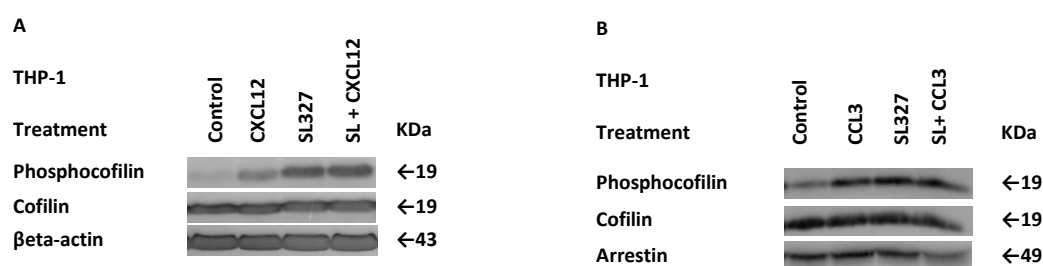 A
THP-1
Treatment
Control
CXCL12
SL327
SL + CXCL12
KDa
Phosphocofilin
←19
Cofilin
←19
βeta-actin
←43
B
THP-1
Treatment
Control
CCL3
SL327
SL+ CCL3
KDa
Phosphocofilin
←19
Cofilin
←19
Arrestin
←49